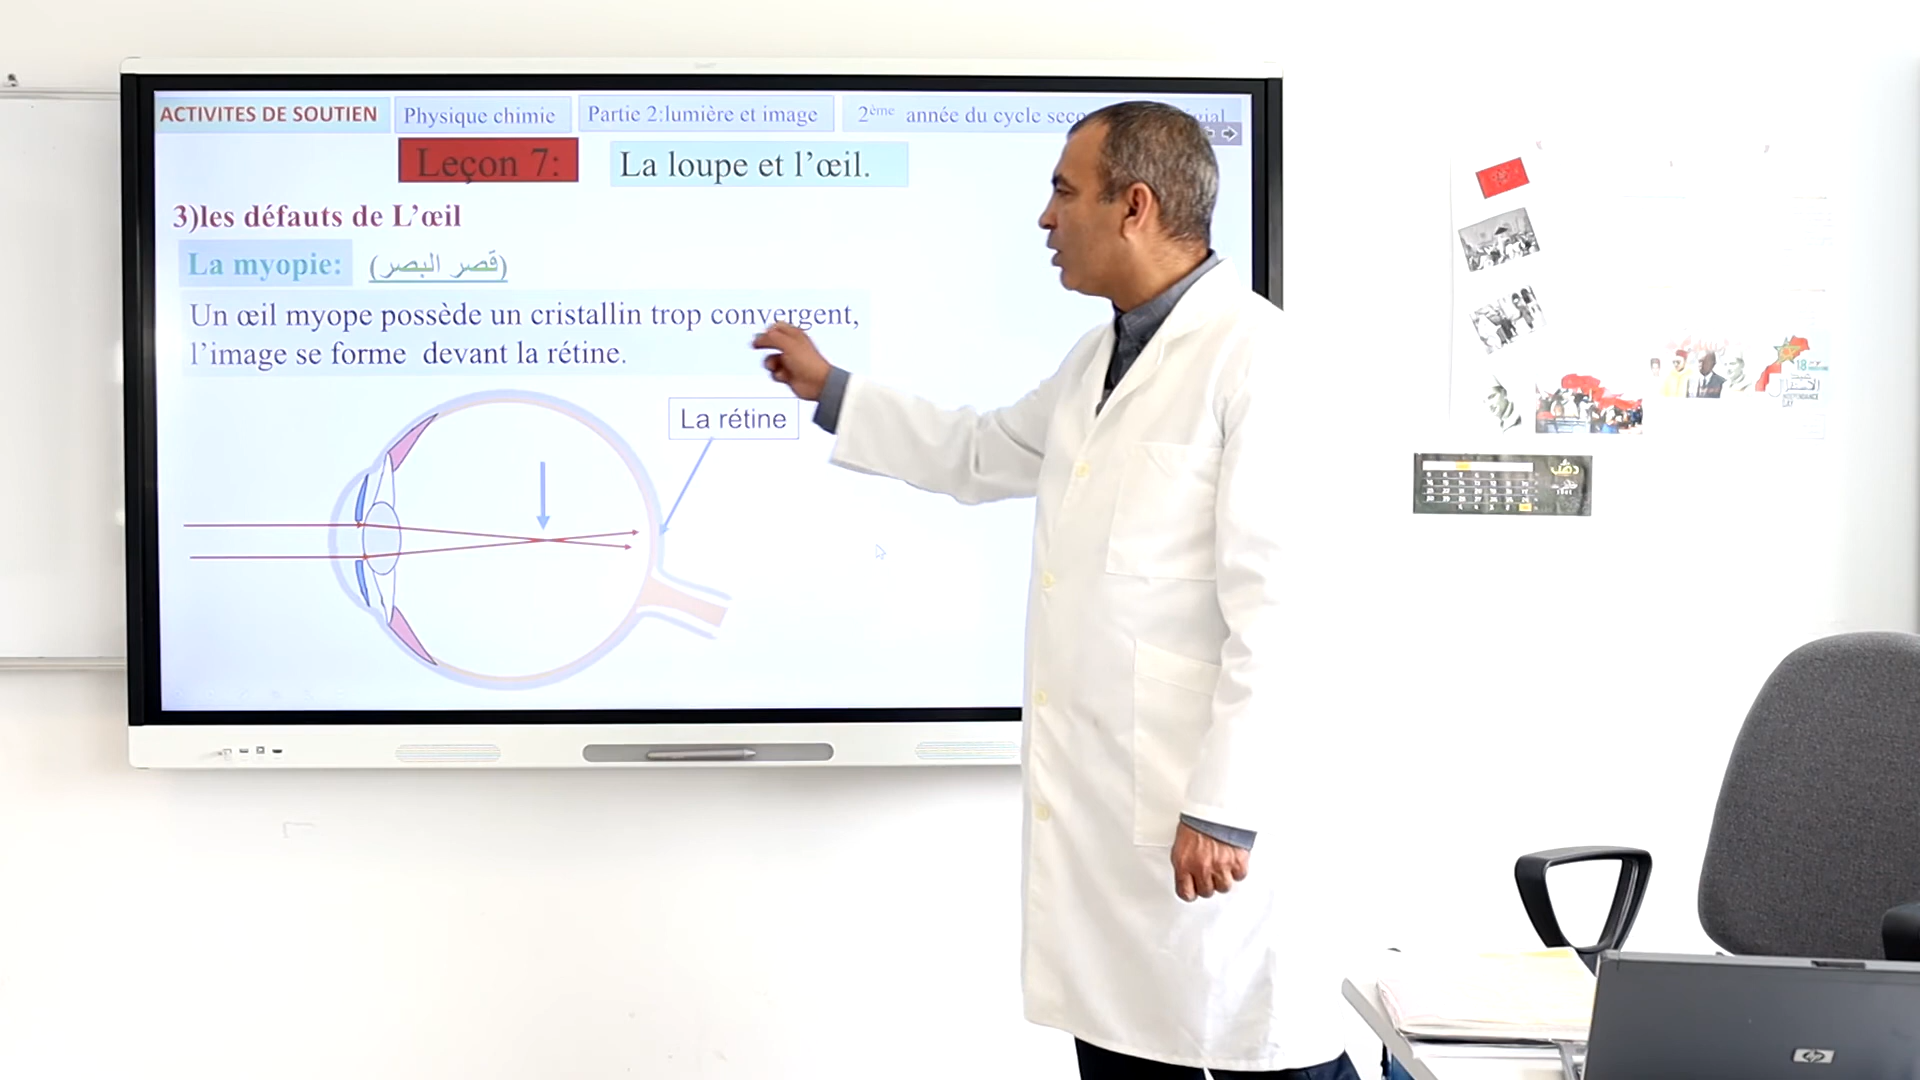 ACTIVITES DE SOUTIEN
Physique chimie
Partie 2:lumière et image
2ème année du cycle
Leçon 7:
La loupe et l'œil.
3)les défauts de L'œil
La myopie: (قصر البصر)
Un œil myope possède un cristallin trop convergent,
l'image se forme devant la rétine.
La rétine
18
hp